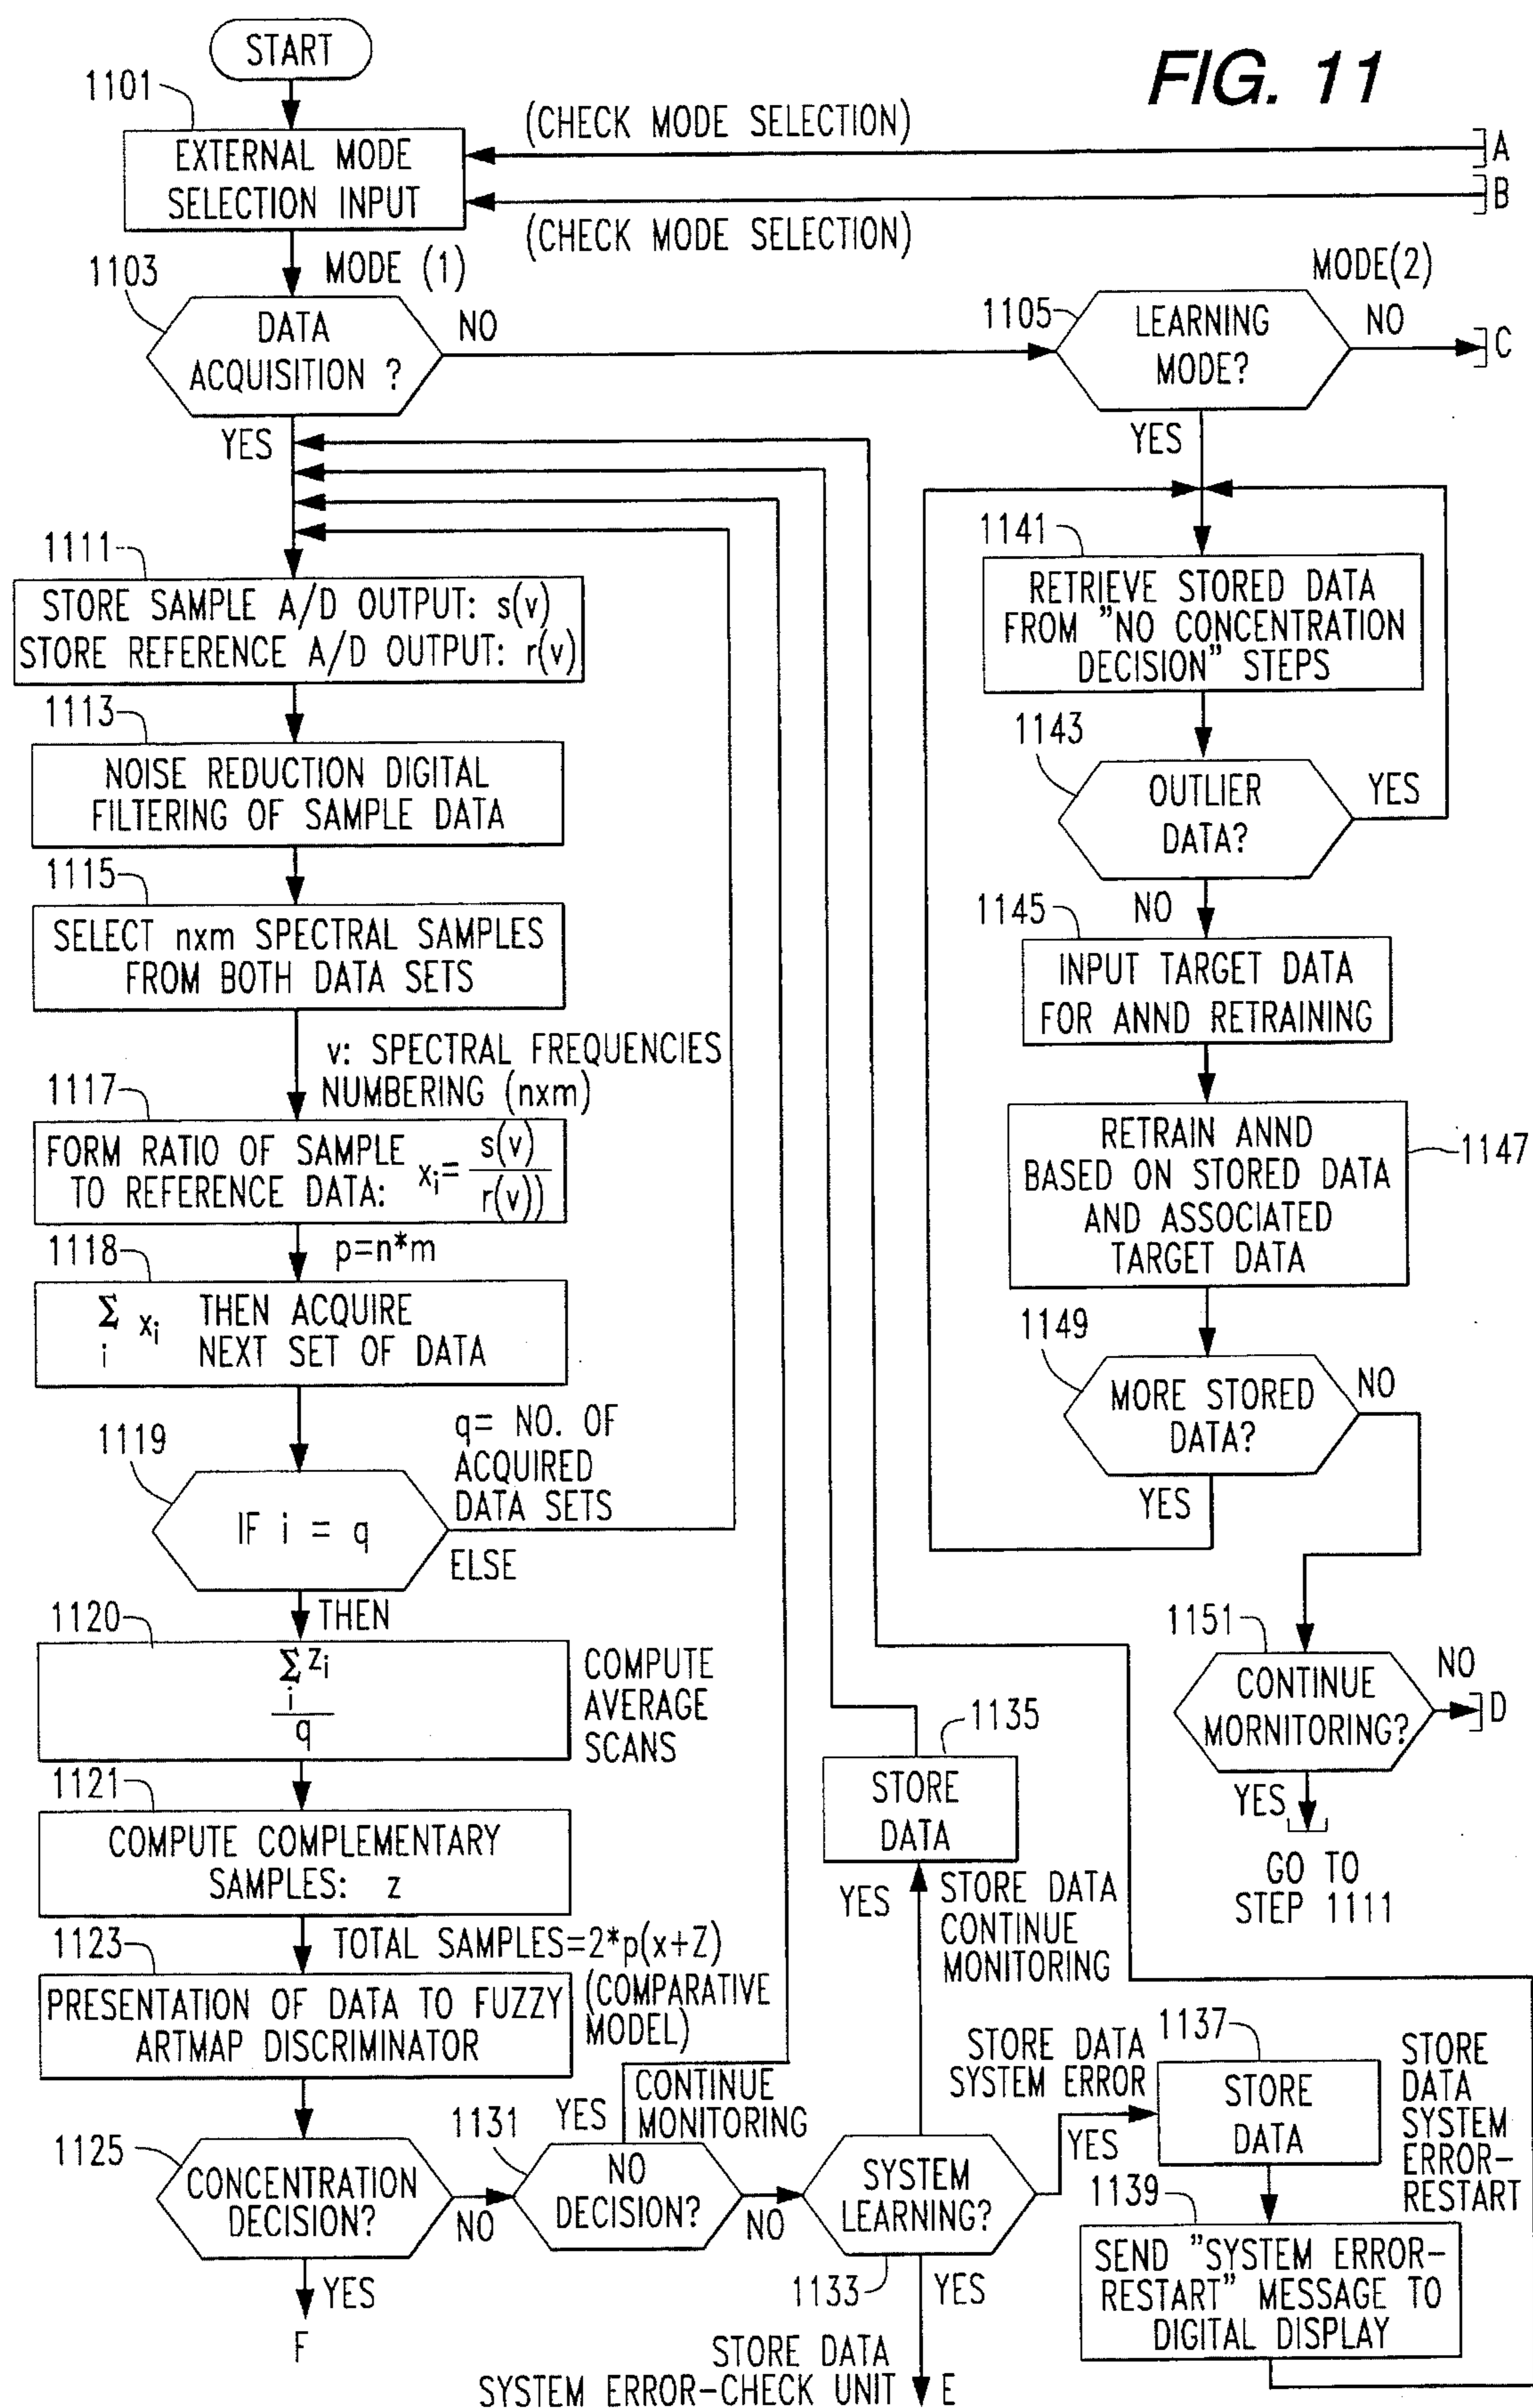 START
FIG. 11
1101
EXTERNAL MODE
SELECTION INPUT
(CHECK MODE SELECTION)
A
B
(CHECK MODE SELECTION)
MODE (1)
1103
DATA
ACQUISITION ?
NO
YES
MODE(2)
1105
LEARNING
MODE?
NO
C
YES
1111
STORE SAMPLE A/D OUTPUT: s(v)
STORE REFERENCE A/D OUTPUT: r(v)
1113
NOISE REDUCTION DIGITAL
FILTERING OF SAMPLE DATA
1115
SELECT nxm SPECTRAL SAMPLES
FROM BOTH DATA SETS
v: SPECTRAL FREQUENCIES
NUMBERING (nxm)
1117
FORM RATIO OF SAMPLE
TO REFERENCE DATA:
xi= s(v)
r(v))
p=n*m
1118
Σ xi THEN ACQUIRE
i NEXT SET OF DATA
1119
q= NO. OF
ACQUIRED
DATA SETS
IF i = q
ELSE
THEN
1120
Σ zi
i
q
COMPUTE
AVERAGE
SCANS
1121
COMPUTE COMPLEMENTARY
SAMPLES: z
TOTAL SAMPLES=2*p(x+Z)
1123
PRESENTATION OF DATA TO FUZZY
ARTMAP DISCRIMINATOR
(COMPARATIVE
MODEL)
1125
CONCENTRATION
DECISION?
NO
YES
F
1131
NO
DECISION?
YES
CONTINUE
MONITORING
NO
SYSTEM
LEARNING?
1133
YES
STORE DATA
SYSTEM ERROR-CHECK UNIT
E
YES
STORE DATA
CONTINUE
MONITORING
1135
STORE
DATA
STORE DATA
SYSTEM ERROR
YES
1137
STORE
DATA
STORE
DATA
SYSTEM
ERROR-
RESTART
1139
SEND "SYSTEM ERROR-
RESTART" MESSAGE TO
DIGITAL DISPLAY
1141
RETRIEVE STORED DATA
FROM "NO CONCENTRATION
DECISION" STEPS
1143
OUTLIER
DATA?
YES
NO
1145
INPUT TARGET DATA
FOR ANND RETRAINING
RETRAIN ANND
BASED ON STORED DATA
AND ASSOCIATED
TARGET DATA
1147
1149
MORE STORED
DATA?
NO
YES
1151
CONTINUE
MORNITORING?
NO
D
YES
GO TO
STEP 1111